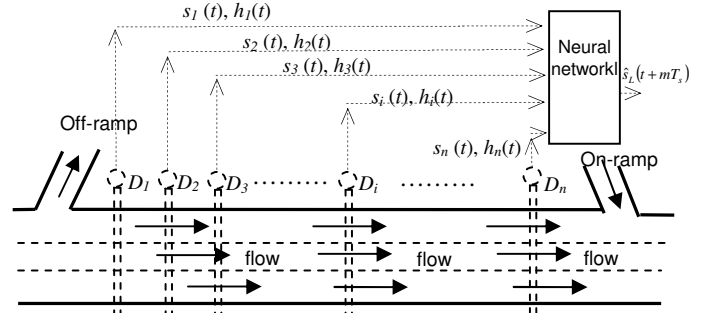 s1 (t), h1(t)
s2 (t), h2(t)
s3 (t), h3(t)
si (t), hi(t)
sn (t), hn(t)
Neural
networkl
ŝL(t + mTs)
Off-ramp
On-ramp
D1 D2 D3 ........... Di ......... Dn
flow flow flow